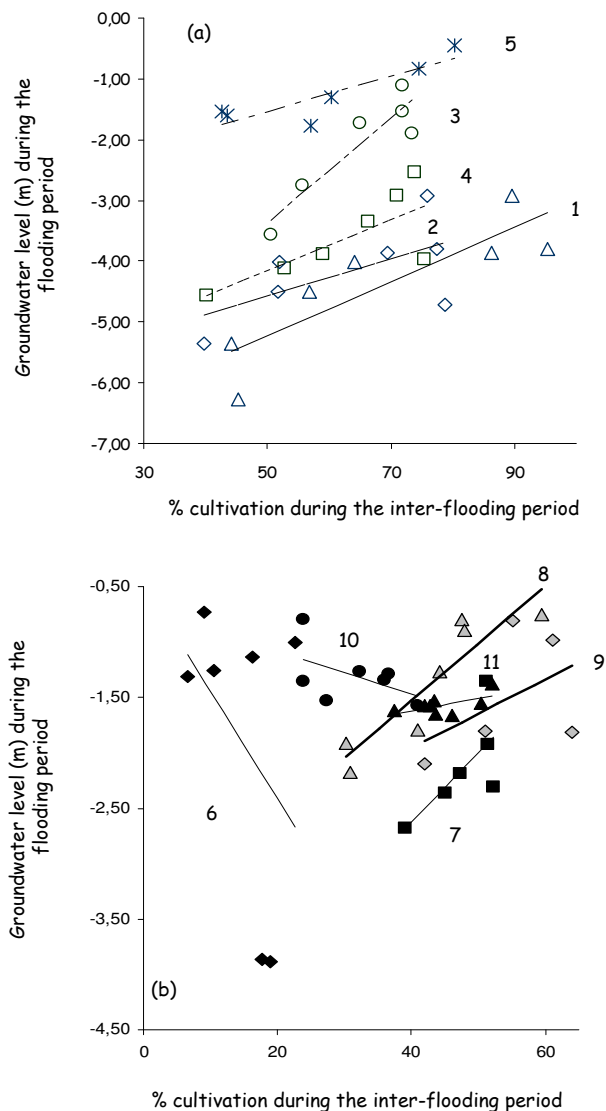 (a)
0,00
-1,00
-2,00
-3,00
-4,00
-5,00
-6,00
-7,00
5
3
4
2
1
Groundwater level (m) during the
flooding period
30 50 70 90
% cultivation during the inter-flooding period
-0,50
-1,50
-2,50
-3,50
-4,50
8
10
11
9
6
7
Groundwater level (m) during the
flooding period
(b)
0 20 40 60
% cultivation during the inter-flooding period